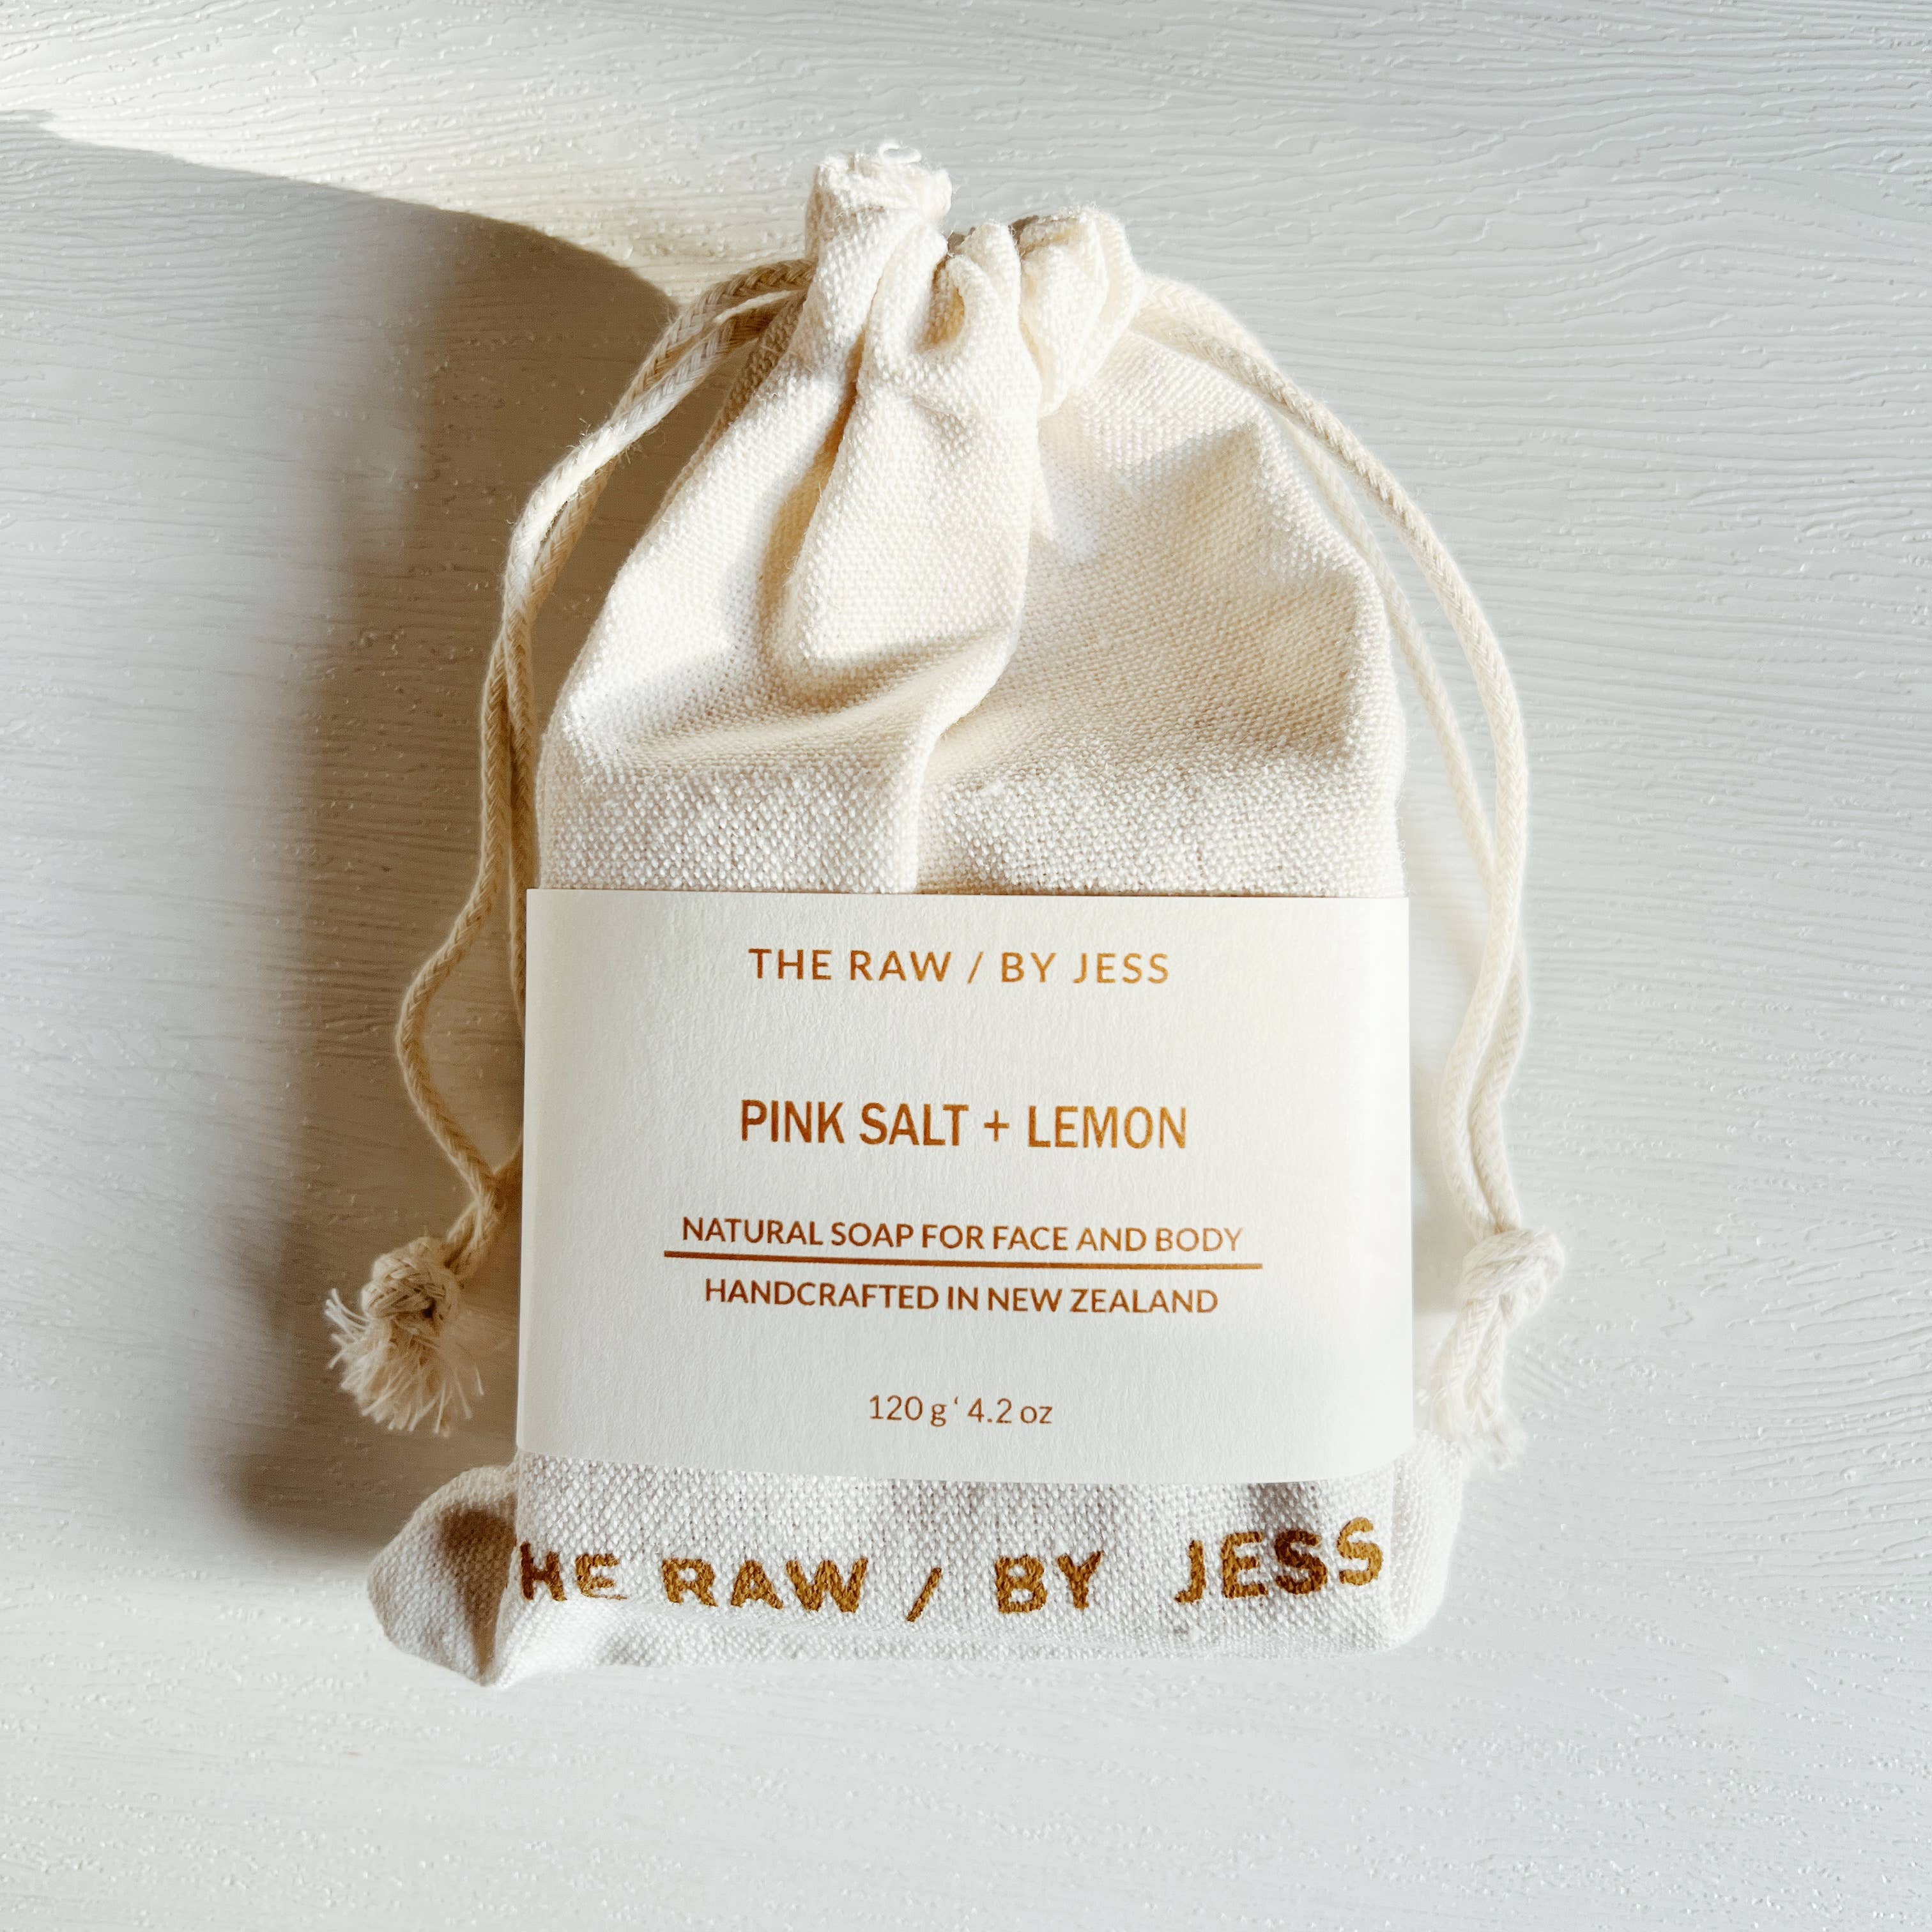 THE RAW / BY JESS
PINK SALT + LEMON
NATURAL SOAP FOR FACE AND BODY
HANDCRAFTED IN NEW ZEALAND
120 g ‘ 4.2 oz
HE RAW / BY JESS